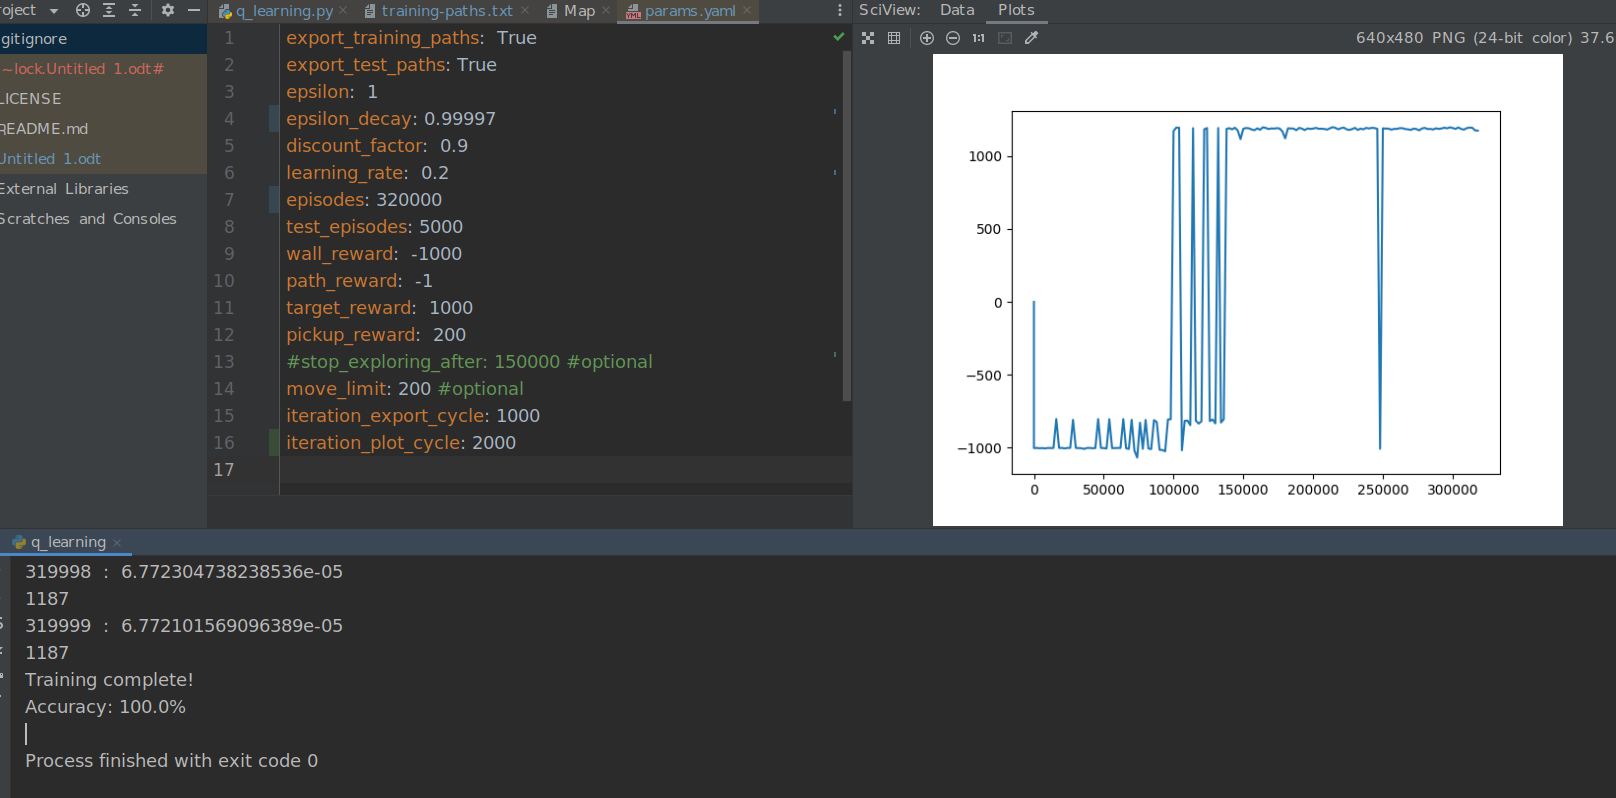 roject
q_learning.py training-paths.txt Map params.yaml
SciView: Data Plots
gitignore
~lock.Untitled 1.odt#
LICENSE
README.md
Untitled 1.odt
External Libraries
Scratches and Consoles
1 export_training_paths: True
2 export_test_paths: True
3 epsilon: 1
4 epsilon_decay: 0.99997
5 discount_factor: 0.9
6 learning_rate: 0.2
7 episodes: 320000
8 test_episodes: 5000
9 wall_reward: -1000
10 path_reward: -1
11 target_reward: 1000
12 pickup_reward: 200
13 #stop_exploring_after: 150000 #optional
14 move_limit: 200 #optional
15 iteration_export_cycle: 1000
16 iteration_plot_cycle: 2000
17
1:1 640x480 PNG (24-bit color) 37.6
1000
500
0
−500
−1000
0 50000 100000 150000 200000 250000 300000
q_learning
319998 : 6.772304738238536e-05
1187
319999 : 6.772101569096389e-05
1187
Training complete!
Accuracy: 100.0%
Process finished with exit code 0